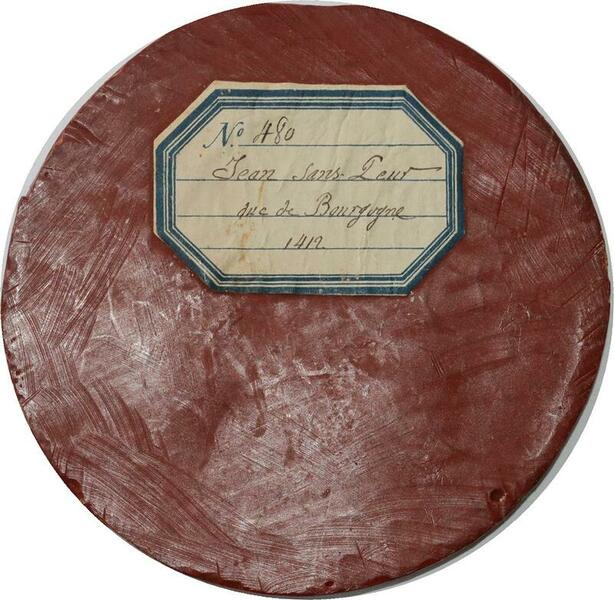 No 480
Jean sans Peur
duc de Bourgogne
1412